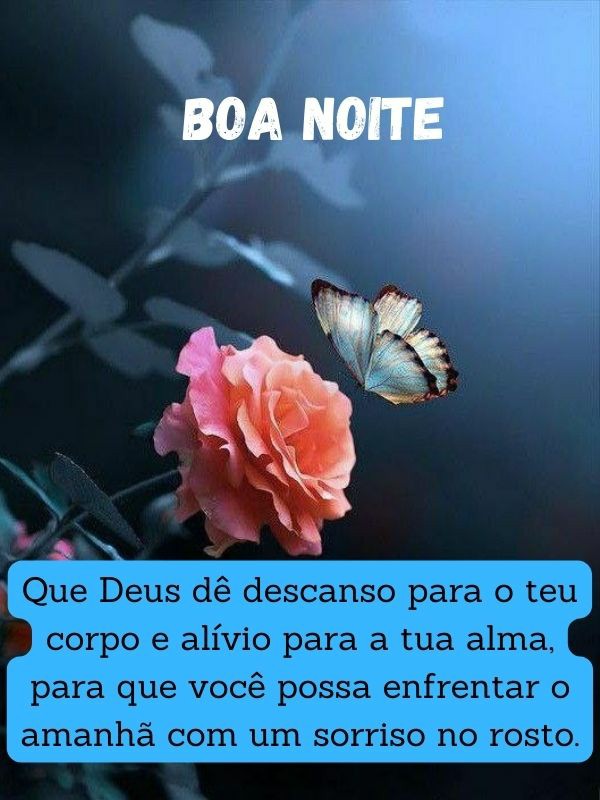 BOA NOITE
Que Deus dê descanso para o teu
corpo e alívio para a tua alma,
para que você possa enfrentar o
amanhã com um sorriso no rosto.